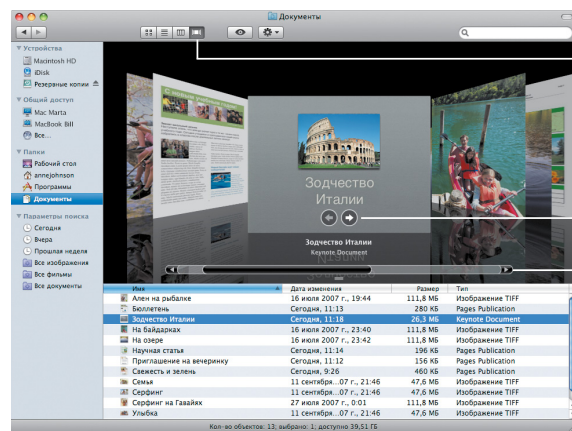 Документы
Устройства
Macintosh HD
iDisk
Резервные копии
Общий доступ
Mac Marta
MacBook Bill
Все...
Папки
Рабочий стол
annejohnson
Программы
Документы
Параметры поиска
Сегодня
Вчера
Прошлая неделя
Все изображения
Все фильмы
Все документы
Зодчество
Италии
Зодчество Италии
Keynote Document
Имя Дата изменения Размер Тип
Ален на рыбалке 16 июля 2007 г., 19:44 111,8 МБ Изображение TIFF
Бюллетень Сегодня, 11:13 280 КБ Pages Publication
Зодчество Италии Сегодня, 11:18 26,3 МБ Keynote Document
На байдарках 16 июля 2007 г., 23:40 111,8 МБ Изображение TIFF
На озере 16 июля 2007 г., 23:42 111,8 МБ Изображение TIFF
Научная статья Сегодня, 11:14 196 КБ Pages Publication
Приглашение на вечеринку Сегодня, 11:12 156 КБ Pages Publication
Свежесть и зелень Сегодня, 9:26 460 КБ Pages Publication
Семья 11 сентября...07 г., 21:46 47,6 МБ Изображение TIFF
Серфинг 11 сентября...07 г., 21:46 47,6 МБ Изображение TIFF
Серфинг на Гавайях 27 июля 2007 г., 0:01 111,8 МБ Изображение TIFF
Улыбка 11 сентября...07 г., 21:46 47,6 МБ Изображение TIFF
Кол-во объектов: 13; выбрано: 1; доступно 39,51 ГБ